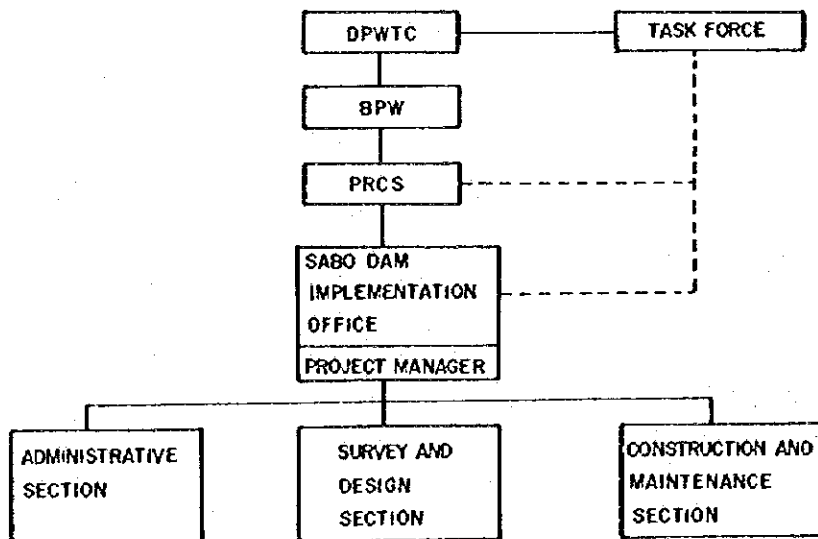 DPWTC
TASK FORCE
BPW
PRCS
SABO DAM
IMPLEMENTATION
OFFICE
PROJECT MANAGER
ADMINISTRATIVE
SECTION
SURVEY AND
DESIGN
SECTION
CONSTRUCTION AND
MAINTENANCE
SECTION